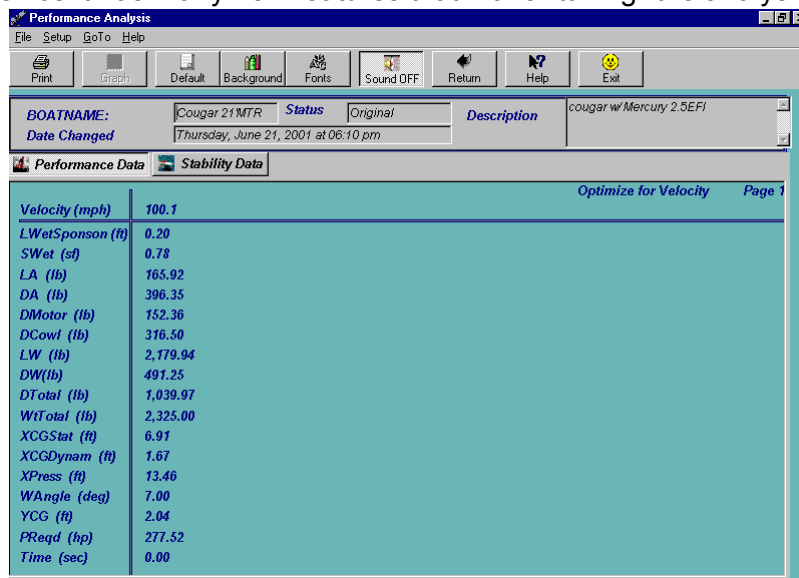 Performance Analysis
File Setup GoTo Help
Print Graph Default Background Fonts Sound OFF Return Help Exit
BOATNAME: Cougar 21'MTR Status Original Description cougar w/ Mercury 2.5EFI
Date Changed Thursday, June 21, 2001 at 06:10 pm
Performance Data Stability Data
Optimize for Velocity Page 1
Velocity (mph) 100.1
LWetSponson (ft) 0.20
SWet (sf) 0.78
LA (lb) 165.92
DA (lb) 396.35
DMotor (lb) 152.36
DCowl (lb) 316.50
LW (lb) 2,179.94
DW(lb) 491.25
DTotal (lb) 1,039.97
WtTotal (lb) 2,325.00
XCGStat (ft) 6.91
XCGDynam (ft) 1.67
XPress (ft) 13.46
WAngle (deg) 7.00
YCG (ft) 2.04
PReqd (hp) 277.52
Time (sec) 0.00